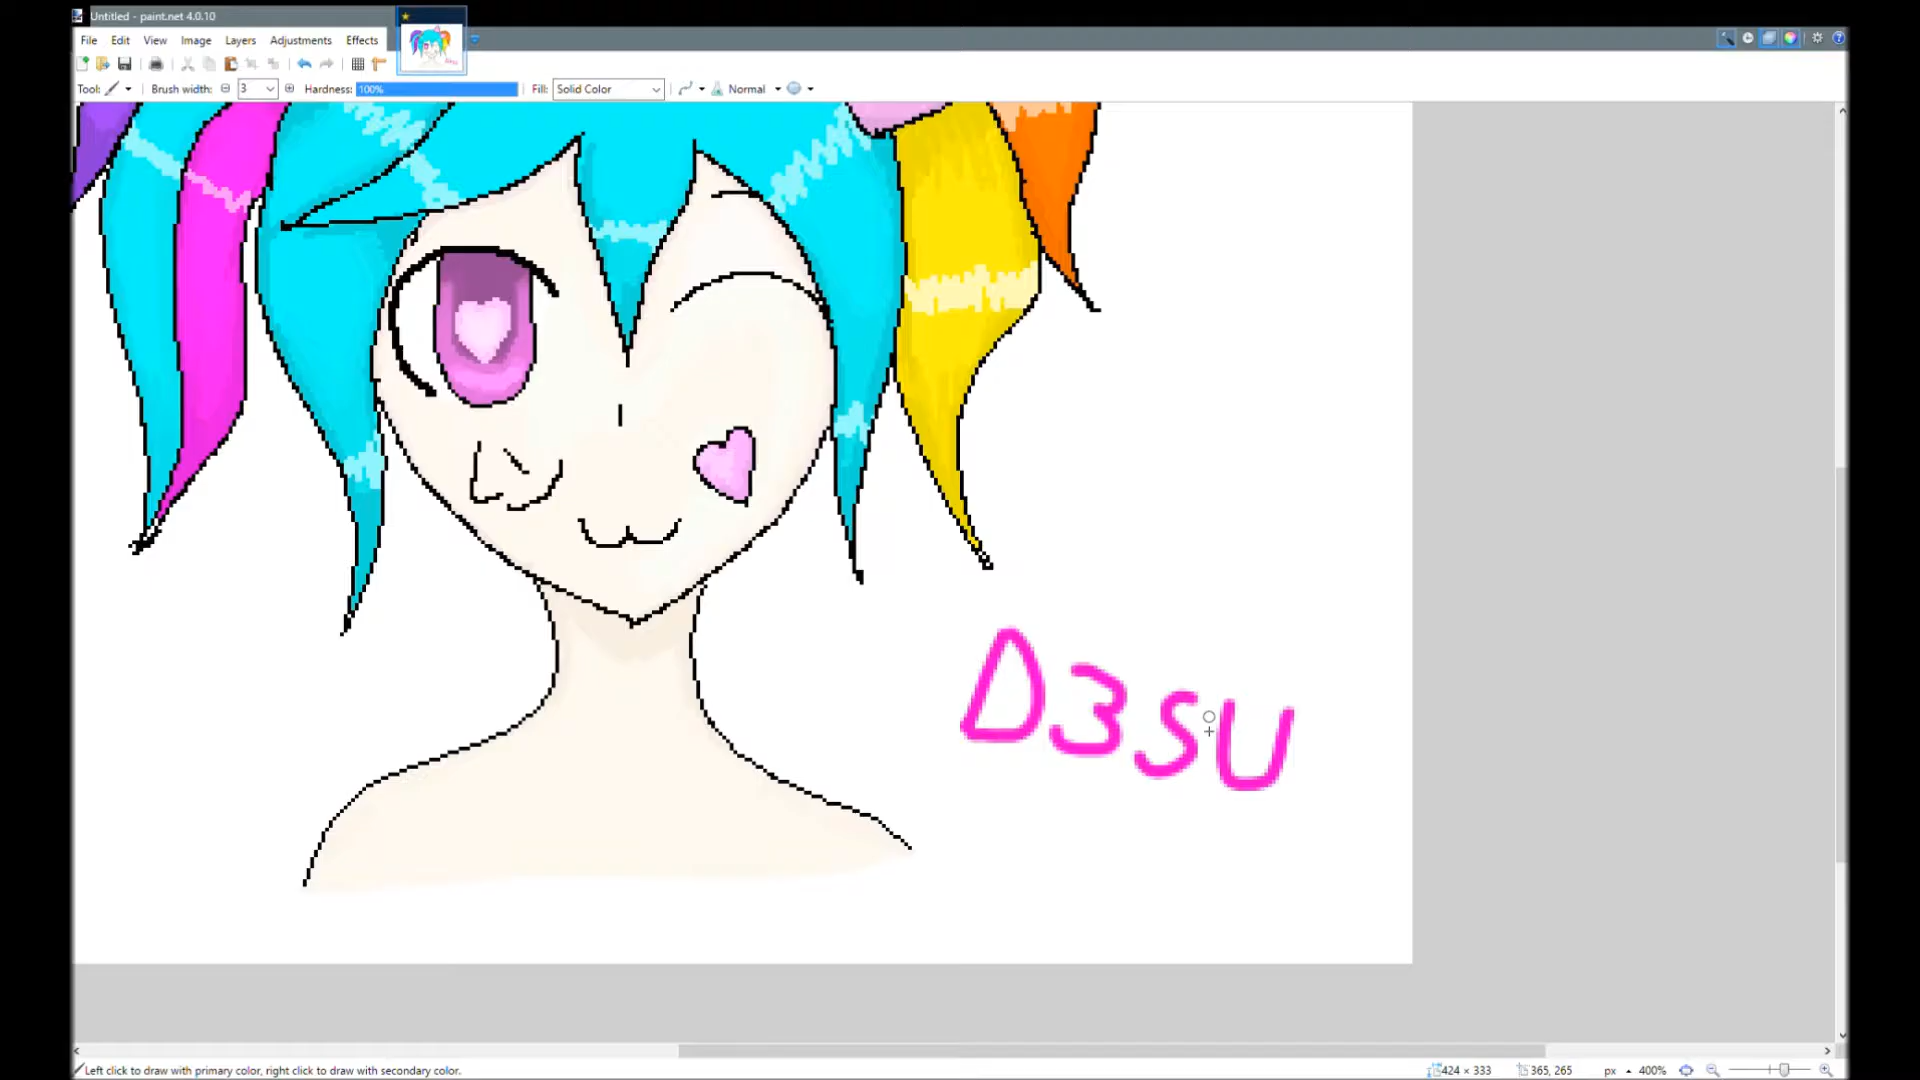 Untitled - paint.net 4.0.10
File Edit View Image Layers Adjustments Effects
Tool: Brush width: 3 Hardness: 100% Fill: Solid Color Normal
D3SU
Left click to draw with primary color, right click to draw with secondary color. 424 × 333 365, 265 px 400%